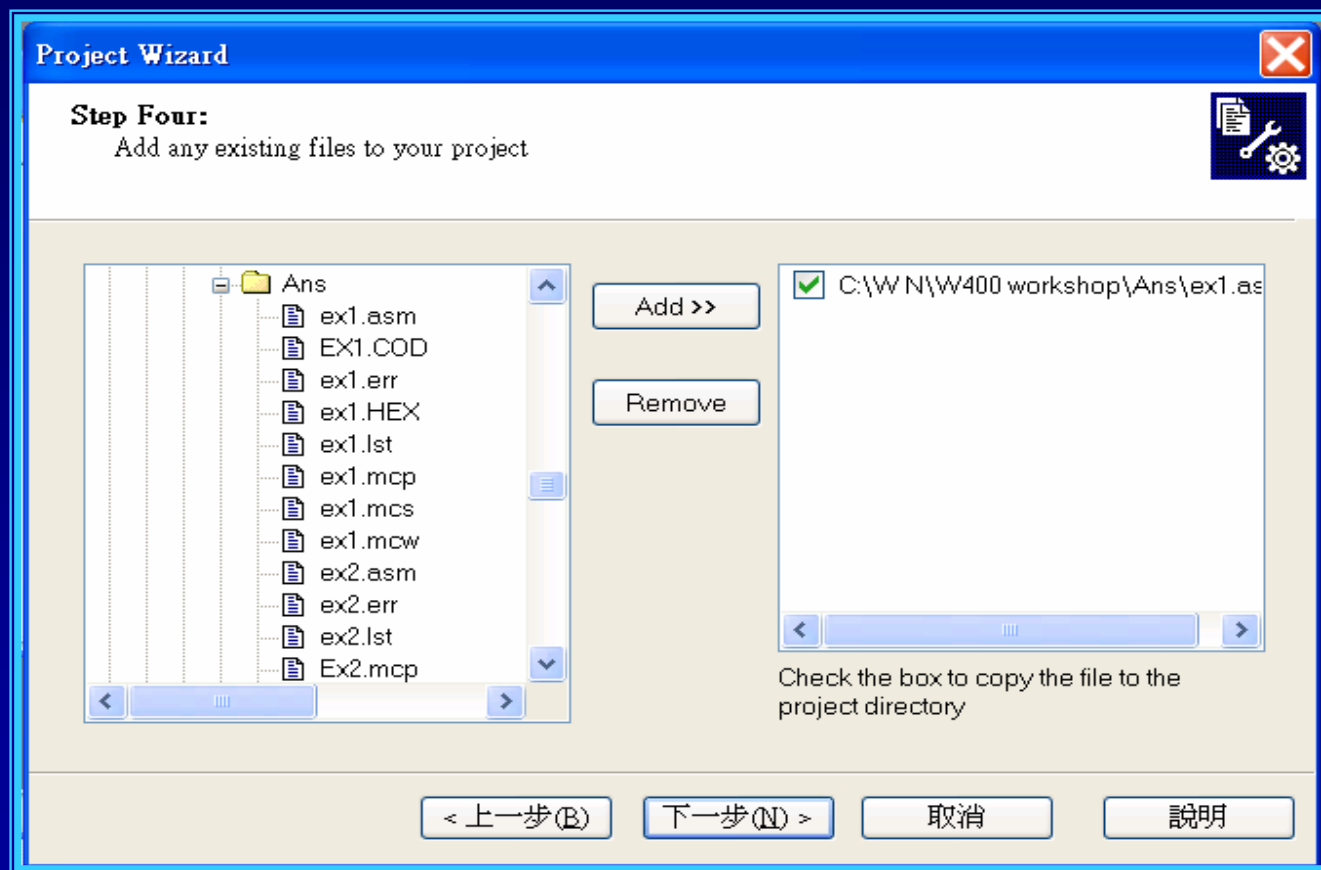 Project Wizard
Step Four:
Add any existing files to your project
Ans
ex1.asm
EX1.COD
ex1.err
ex1.HEX
ex1.lst
ex1.mcp
ex1.mcs
ex1.mcw
ex2.asm
ex2.err
ex2.lst
Ex2.mcp
Add >>
Remove
C:\W N\W400 workshop\Ans\ex1.as
Check the box to copy the file to the
project directory
< 上一步(B)
下一步(N) >
取消
說明